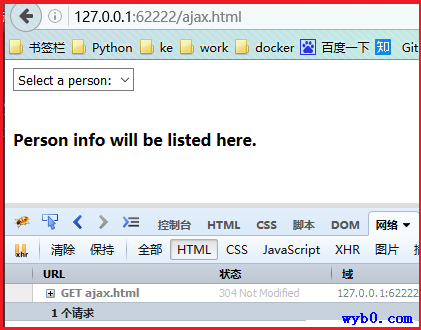 127.0.0.1:62222/ajax.html
书签栏 Python ke work docker 百度一下 知 Git
Select a person:
Person info will be listed here.
控制台 HTML CSS 脚本 DOM 网络
xhr 清除 保持 全部 HTML CSS JavaScript XHR 图片
URL 状态 域
GET ajax.html 304 Not Modified 127.0.0.1:62222
1 个请求
wyb0.com